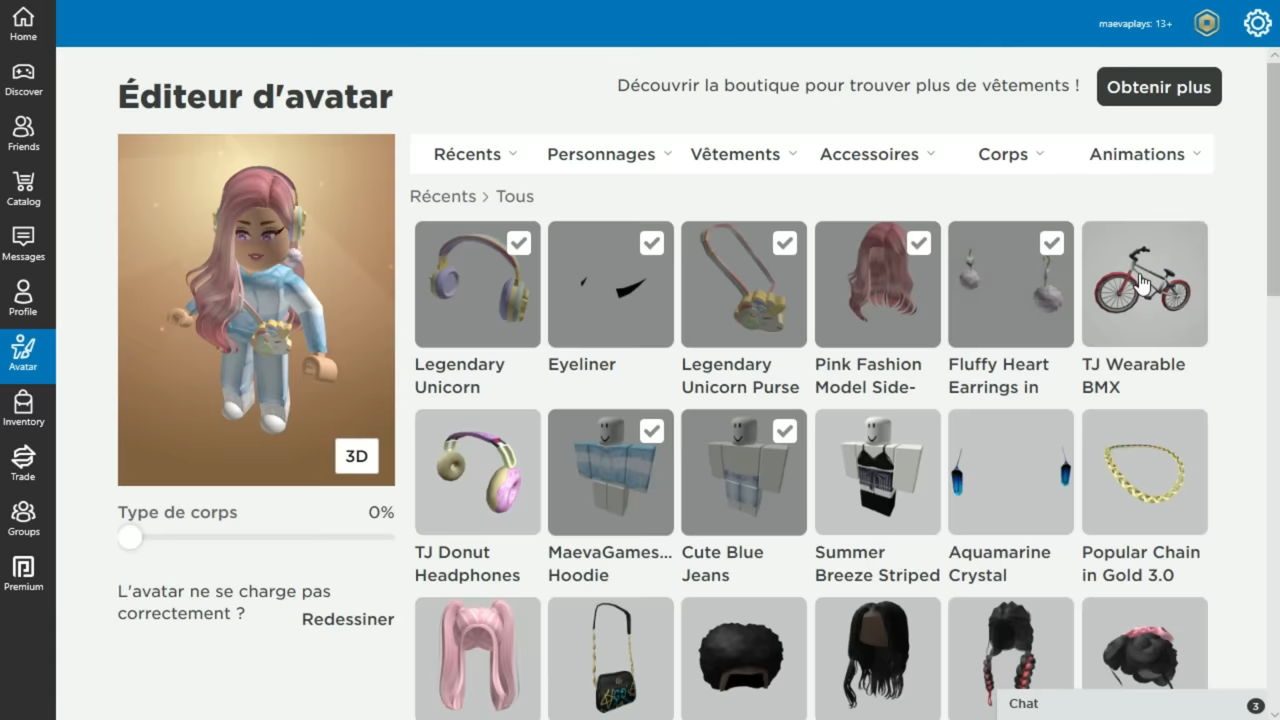 maevaplays: 13+
Home
Discover
Friends
Catalog
Messages
Profile
Avatar
Inventory
Trade
Groups
Premium
Éditeur d'avatar
Découvrir la boutique pour trouver plus de vêtements !
Obtenir plus
Récents
Personnages
Vêtements
Accessoires
Corps
Animations
Récents > Tous
3D
Type de corps
0%
L'avatar ne se charge pas
correctement ?
Redessiner
Legendary
Unicorn
Eyeliner
Legendary
Unicorn Purse
Pink Fashion
Model Side-
Fluffy Heart
Earrings in
TJ Wearable
BMX
TJ Donut
Headphones
MaevaGames...
Hoodie
Cute Blue
Jeans
Summer
Breeze Striped
Aquamarine
Crystal
Popular Chain
in Gold 3.0
Chat
3